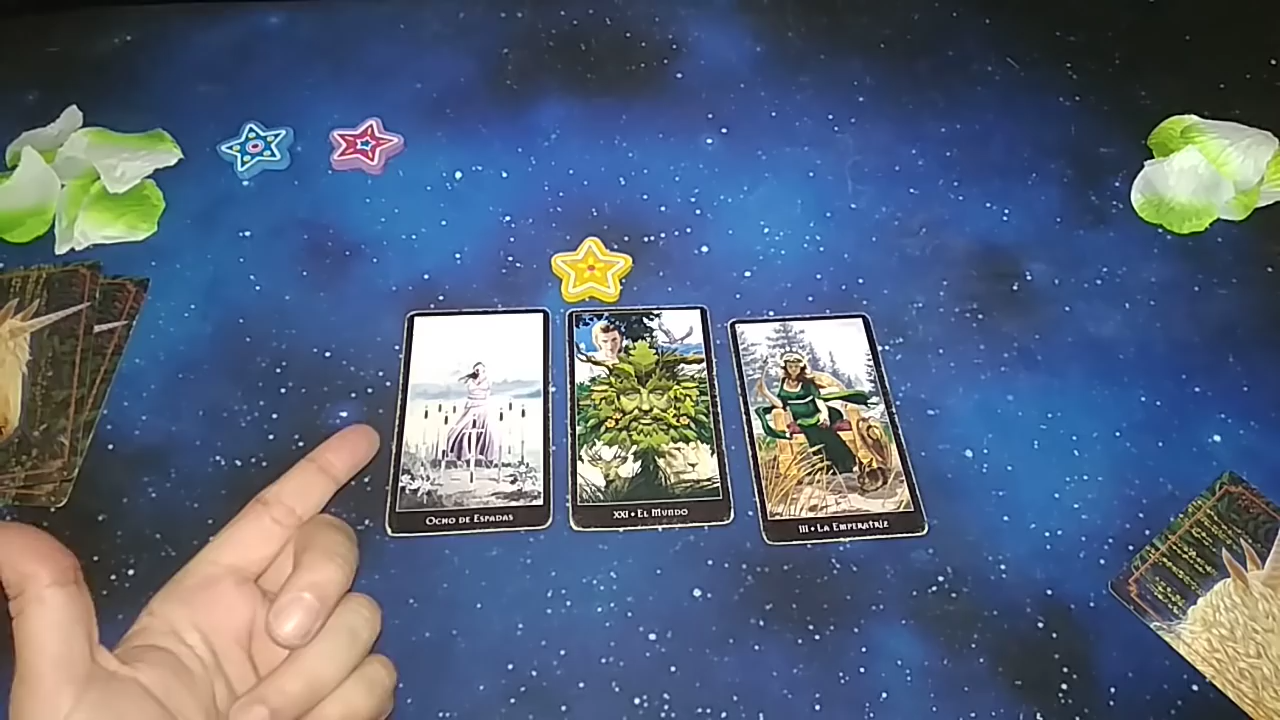 OCHO DE ESPADAS
XXI • EL MUNDO
III • LA EMPERATRIZ